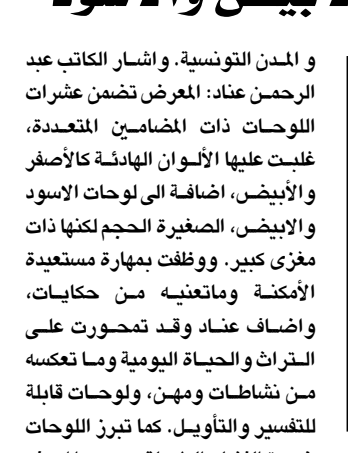 و المدن التونسية. واشار الكاتب عبد
الرحمن عناد: المعرض تضمن عشرات
اللوحات ذات المضامين المتعددة،
غلبت عليها الألوان الهادئة كالأصفر
والأبيض، اضافة الى لوحات الاسود
والابيض، الصغيرة الحجم لكنها ذات
مغزى كبير. ووظفت بمهارة مستعيدة
الأمكنة وماتعنيه من حكايات،
واضاف عناد وقد تمحورت على
التراث والحياة اليومية وما تعكسه
من نشاطات ومهن، ولوحات قابلة
للتفسير والتأويل. كما تبرز اللوحات